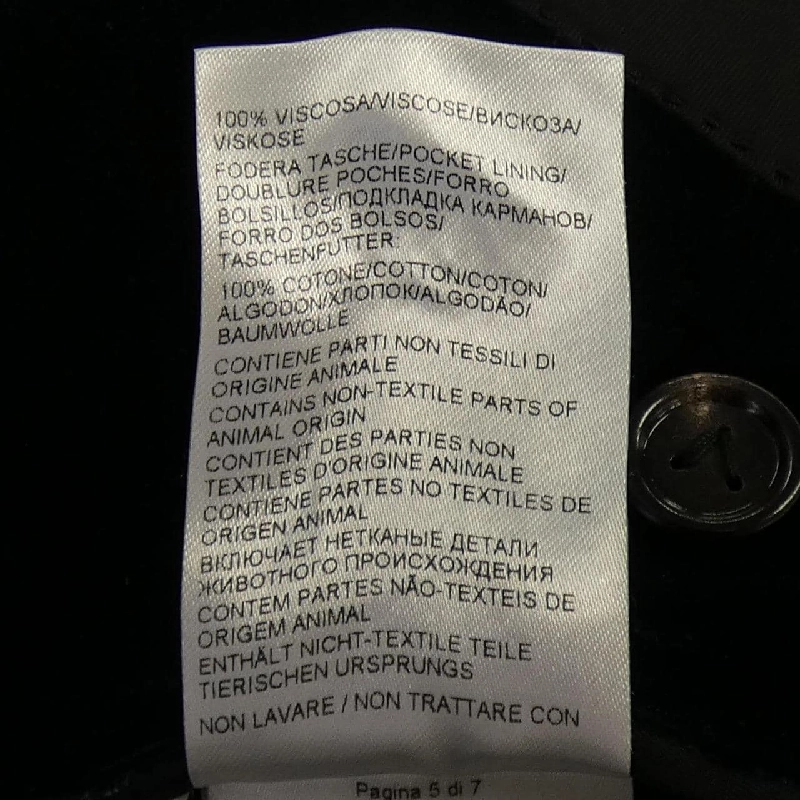 100% VISCOSA/VISCOSE/ВИСКОЗА/
VISKOSE
FODERA TASCHE/POCKET LINING/
DOUBLURE POCHES/FORRO
BOLSILLOS/ПОДКЛАДКА КАРМАНОВ/
FORRO DOS BOLSOS/
TASCHENFUTTER:
100% COTONE/COTTON/COTON/
ALGODON/ХЛОПОК/ALGODÃO/
BAUMWOLLE
CONTIENE PARTI NON TESSILI DI
ORIGINE ANIMALE
CONTAINS NON-TEXTILE PARTS OF
ANIMAL ORIGIN
CONTIENT DES PARTIES NON
TEXTILES D'ORIGINE ANIMALE
CONTIENE PARTES NO TEXTILES DE
ORIGEN ANIMAL
ВКЛЮЧАЕТ НЕТКАНЫЕ ДЕТАЛИ
ЖИВОТНОГО ПРОИСХОЖДЕНИЯ
CONTEM PARTES NÃO-TEXTEIS DE
ORIGEM ANIMAL
ENTHÄLT NICHT-TEXTILE TEILE
TIERISCHEN URSPRUNGS
NON LAVARE / NON TRATTARE CON
Pagina 5 di 7